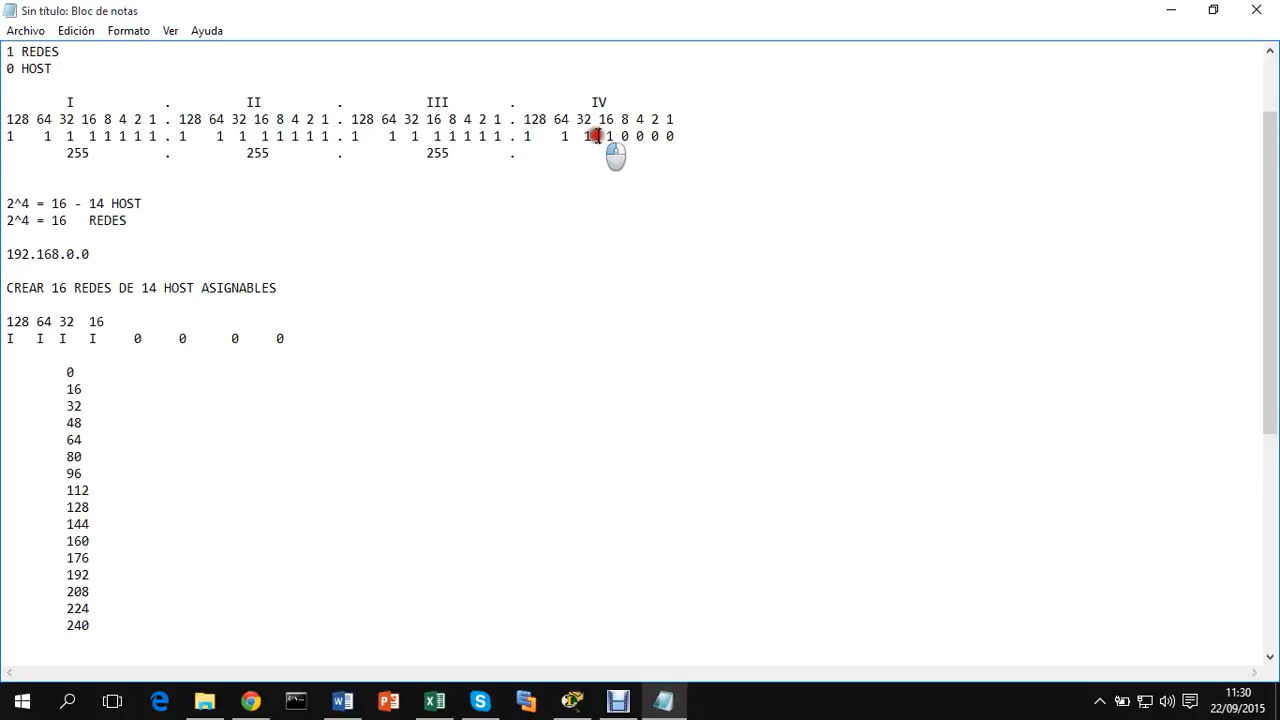 Sin título: Bloc de notas
Archivo Edición Formato Ver Ayuda
1 REDES
0 HOST
I . II . III . IV
128 64 32 16 8 4 2 1 . 128 64 32 16 8 4 2 1 . 128 64 32 16 8 4 2 1 . 128 64 32 16 8 4 2 1
1 1 1 1 1 1 1 1 . 1 1 1 1 1 1 1 1 . 1 1 1 1 1 1 1 1 . 1 1 1 1 0 0 0 0
255 . 255 . 255 .
2^4 = 16 - 14 HOST
2^4 = 16 REDES
192.168.0.0
CREAR 16 REDES DE 14 HOST ASIGNABLES
128 64 32 16
I I I I 0 0 0 0
0
16
32
48
64
80
96
112
128
144
160
176
192
208
224
240
11:30
22/09/2015